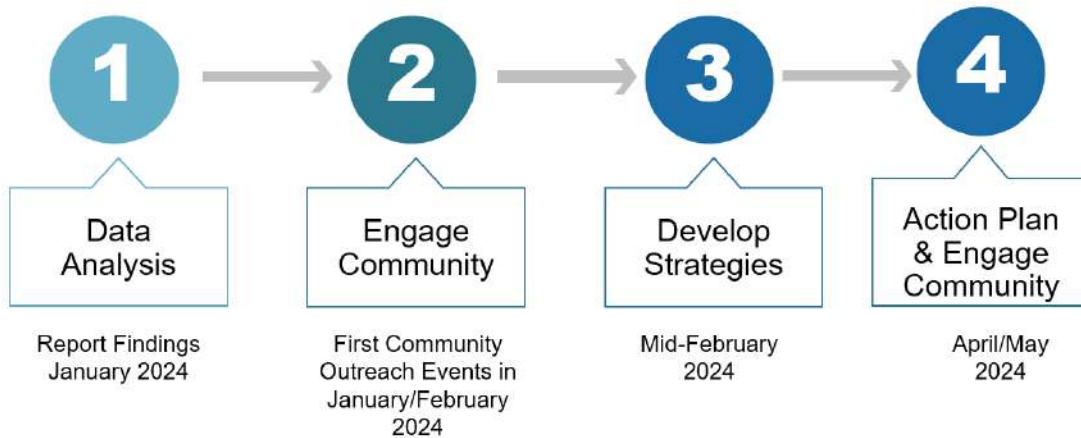 1
2
3
4
Data
Analysis
Engage
Community
Develop
Strategies
Action Plan
& Engage
Community
Report Findings
January 2024
First Community
Outreach Events in
January/February
2024
Mid-February
2024
April/May
2024